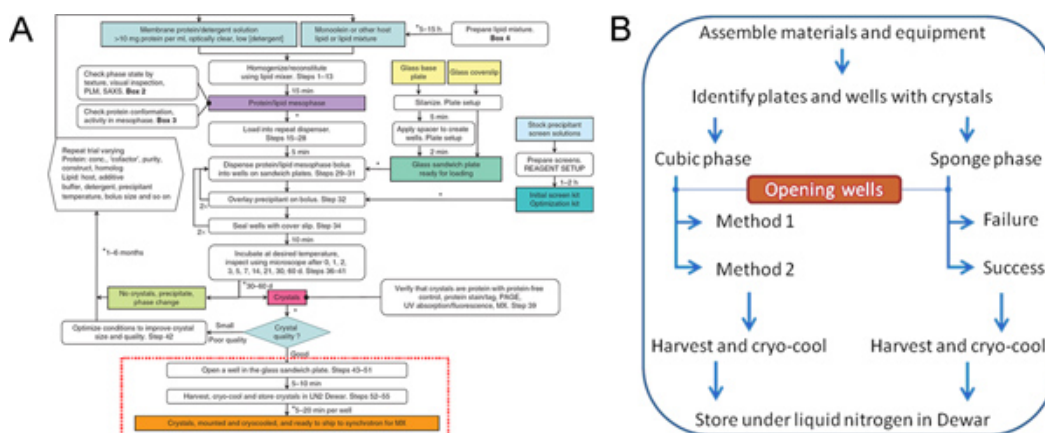 A
Membrane protein/detergent solution
>10 mg protein per ml, optically clear, low [detergent]
Monoolein or other host
lipid or lipid mixture
*5–15 h
Prepare lipid mixture.
Box 4
Homogenize/reconstitute
using lipid mixer. Steps 1–13
15 min
Check phase state by
texture, visual inspection,
PLM, SAXS. Box 2
Check protein conformation,
activity in mesophase. Box 3
Protein/lipid mesophase
*
Load into repeat dispenser.
Steps 15–28
5 min
Glass base
plate
Glass coverslip
Silanize. Plate setup
5 min
Apply spacer to create
wells. Plate setup
2 min
Glass sandwich plate
ready for loading
Stock precipitant
screen solutions
Prepare screens.
REAGENT SETUP
1–2 h
Initial screen kit
Optimization kit
Repeat trial varying
Protein: conc., 'cofactor', purity,
construct, homolog
Lipid: host, additive
buffer, detergent, precipitant
temperature, bolus size and so on
Dispense protein/lipid mesophase bolus
into wells on sandwich plates. Steps 29–31
*
2×
Overlay precipitant on bolus. Step 32
*
2×
Seal wells with cover slip. Step 34
10 min
*1–6 months
Incubate at desired temperature,
inspect using microscope after 0, 1, 2,
3, 5, 7, 14, 21, 30, 60 d. Steps 36–41
*30–60 d
No crystals, precipitate,
phase change
Crystals
*
Verify that crystals are protein with protein-free
control, protein stain/tag, PAGE,
UV absorption/fluorescence, MX. Step 39
Optimize conditions to improve crystal
size and quality. Step 42
Small
Poor quality
Crystal
quality?
Good
Open a well in the glass sandwich plate. Steps 43–51
5–10 min
Harvest, cryo-cool and store crystals in LN2 Dewar. Steps 52–55
*5–20 min per well
Crystals, mounted and cryocooled, and ready to ship to synchrotron for MX
B
Assemble materials and equipment
Identify plates and wells with crystals
Cubic phase
Sponge phase
Opening wells
Method 1
Failure
Method 2
Success
Harvest and cryo-cool
Harvest and cryo-cool
Store under liquid nitrogen in Dewar